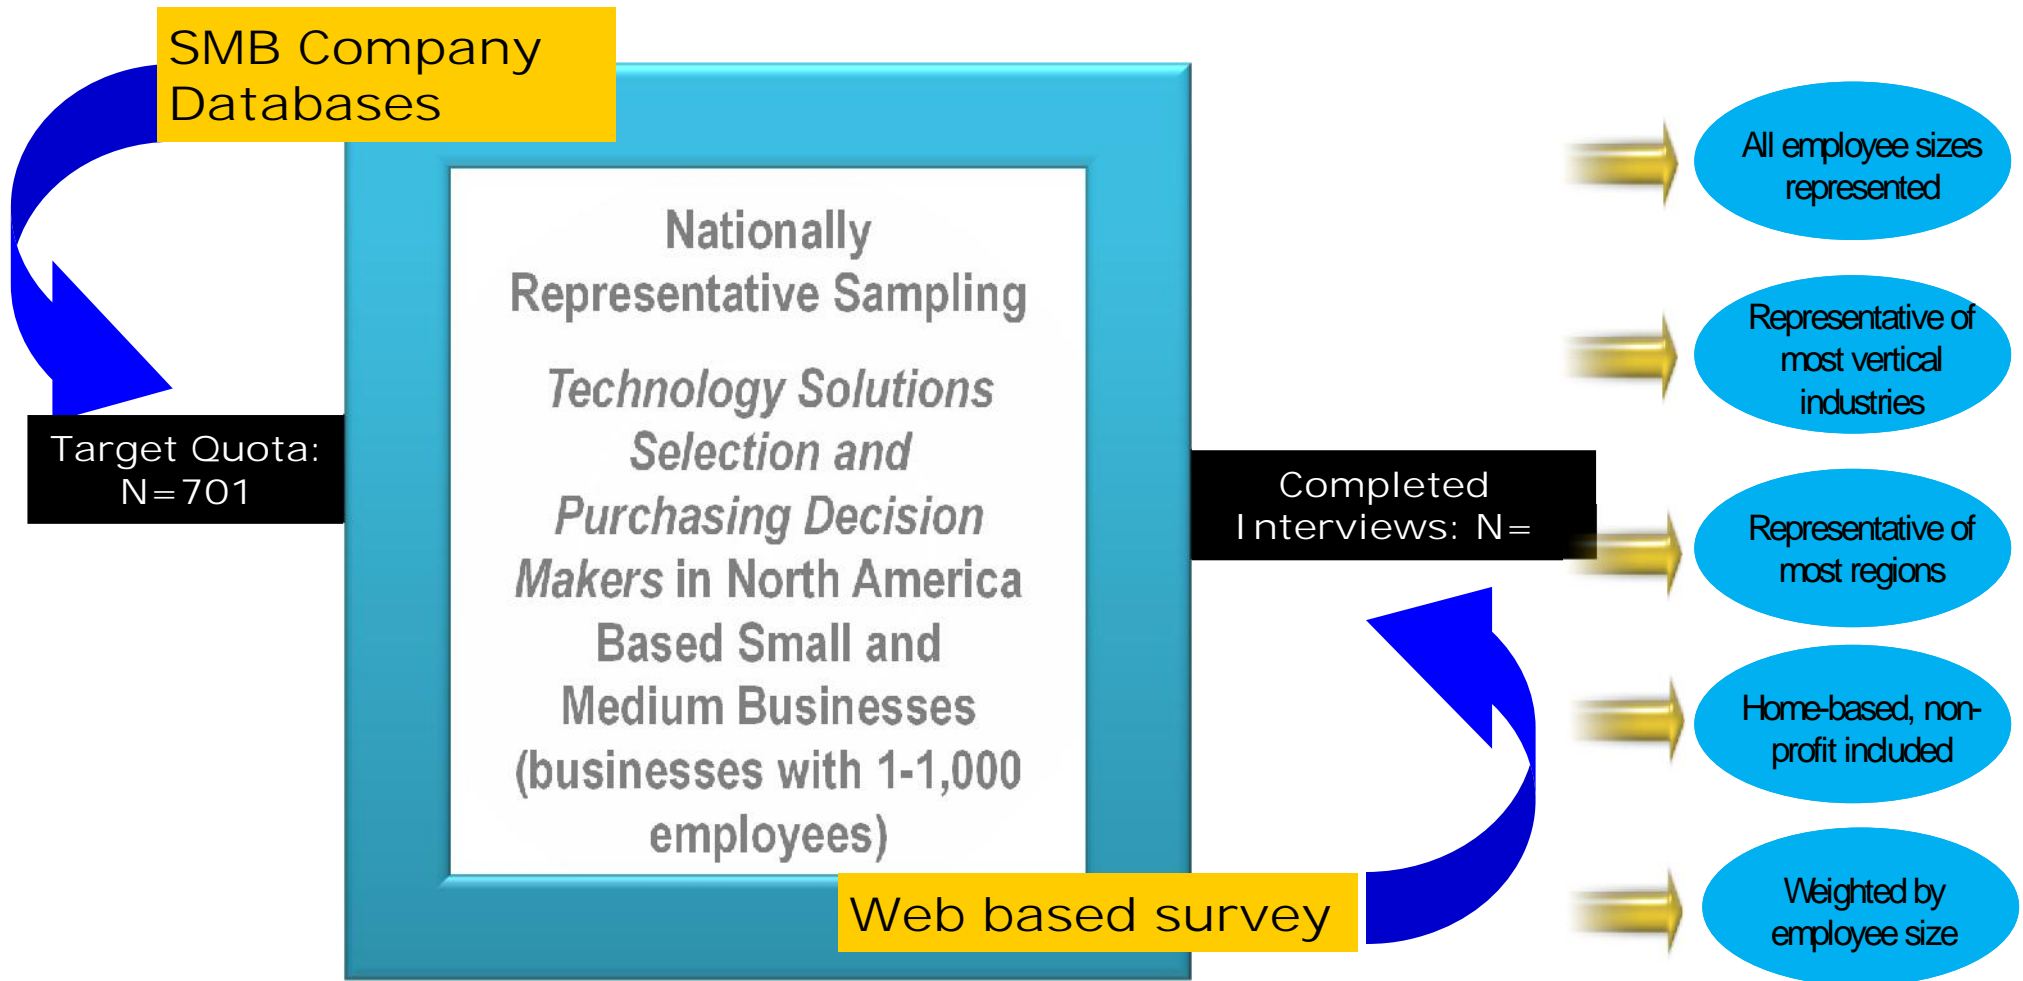 SMB Company
Databases
Target Quota:
N=701
Nationally
Representative Sampling
Technology Solutions
Selection and
Purchasing Decision
Makers in North America
Based Small and
Medium Businesses
(businesses with 1-1,000
employees)
Web based survey
Completed
Interviews: N=
All employee sizes
represented
Representative of
most vertical
industries
Representative of
most regions
Home-based, non-
profit included
Weighted by
employee size